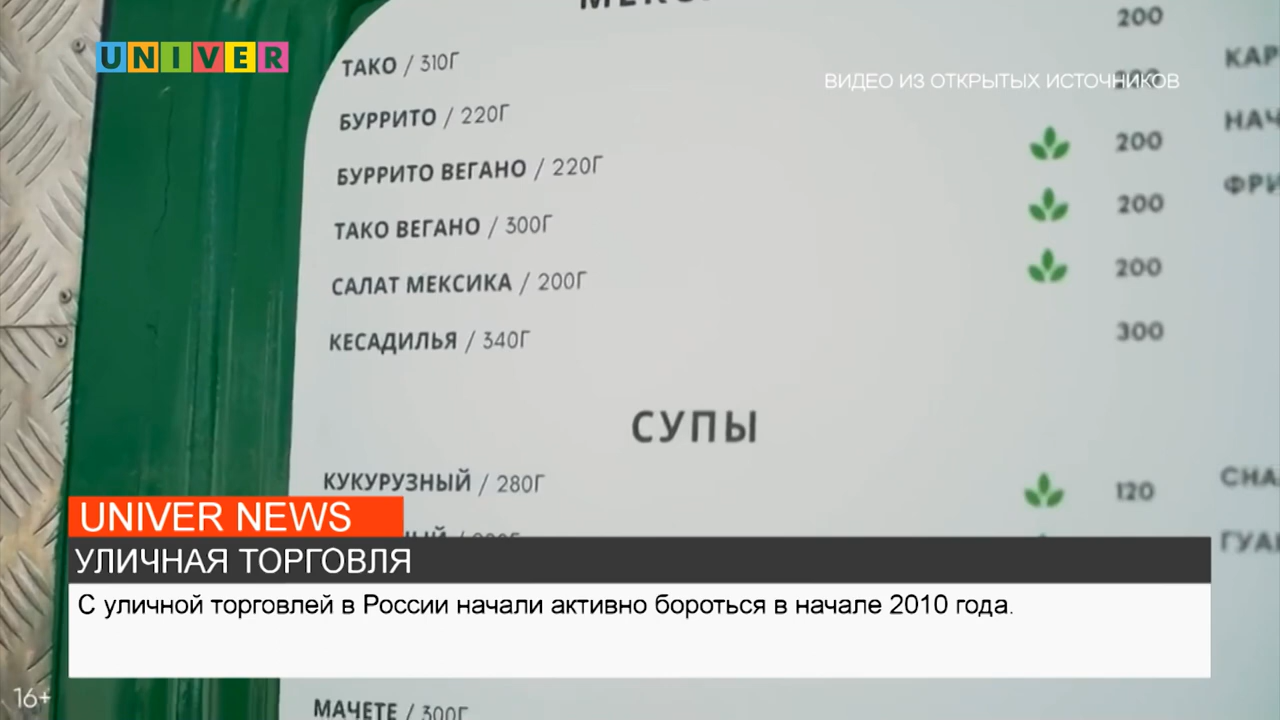 UNIVER
ВИДЕО ИЗ ОТКРЫТЫХ ИСТОЧНИКОВ
200
ТАКО / 310Г
200
БУРРИТО / 220Г
БУРРИТО ВЕГАНО / 220Г
200
ТАКО ВЕГАНО / 300Г
200
САЛАТ МЕКСИКА / 200Г
200
КЕСАДИЛЬЯ / 340Г
300
СУПЫ
КУКУРУЗНЫЙ / 280Г
120
UNIVER NEWS
УЛИЧНАЯ ТОРГОВЛЯ
С уличной торговлей в России начали активно бороться в начале 2010 года.
МАЧЕТЕ / 300Г
16+